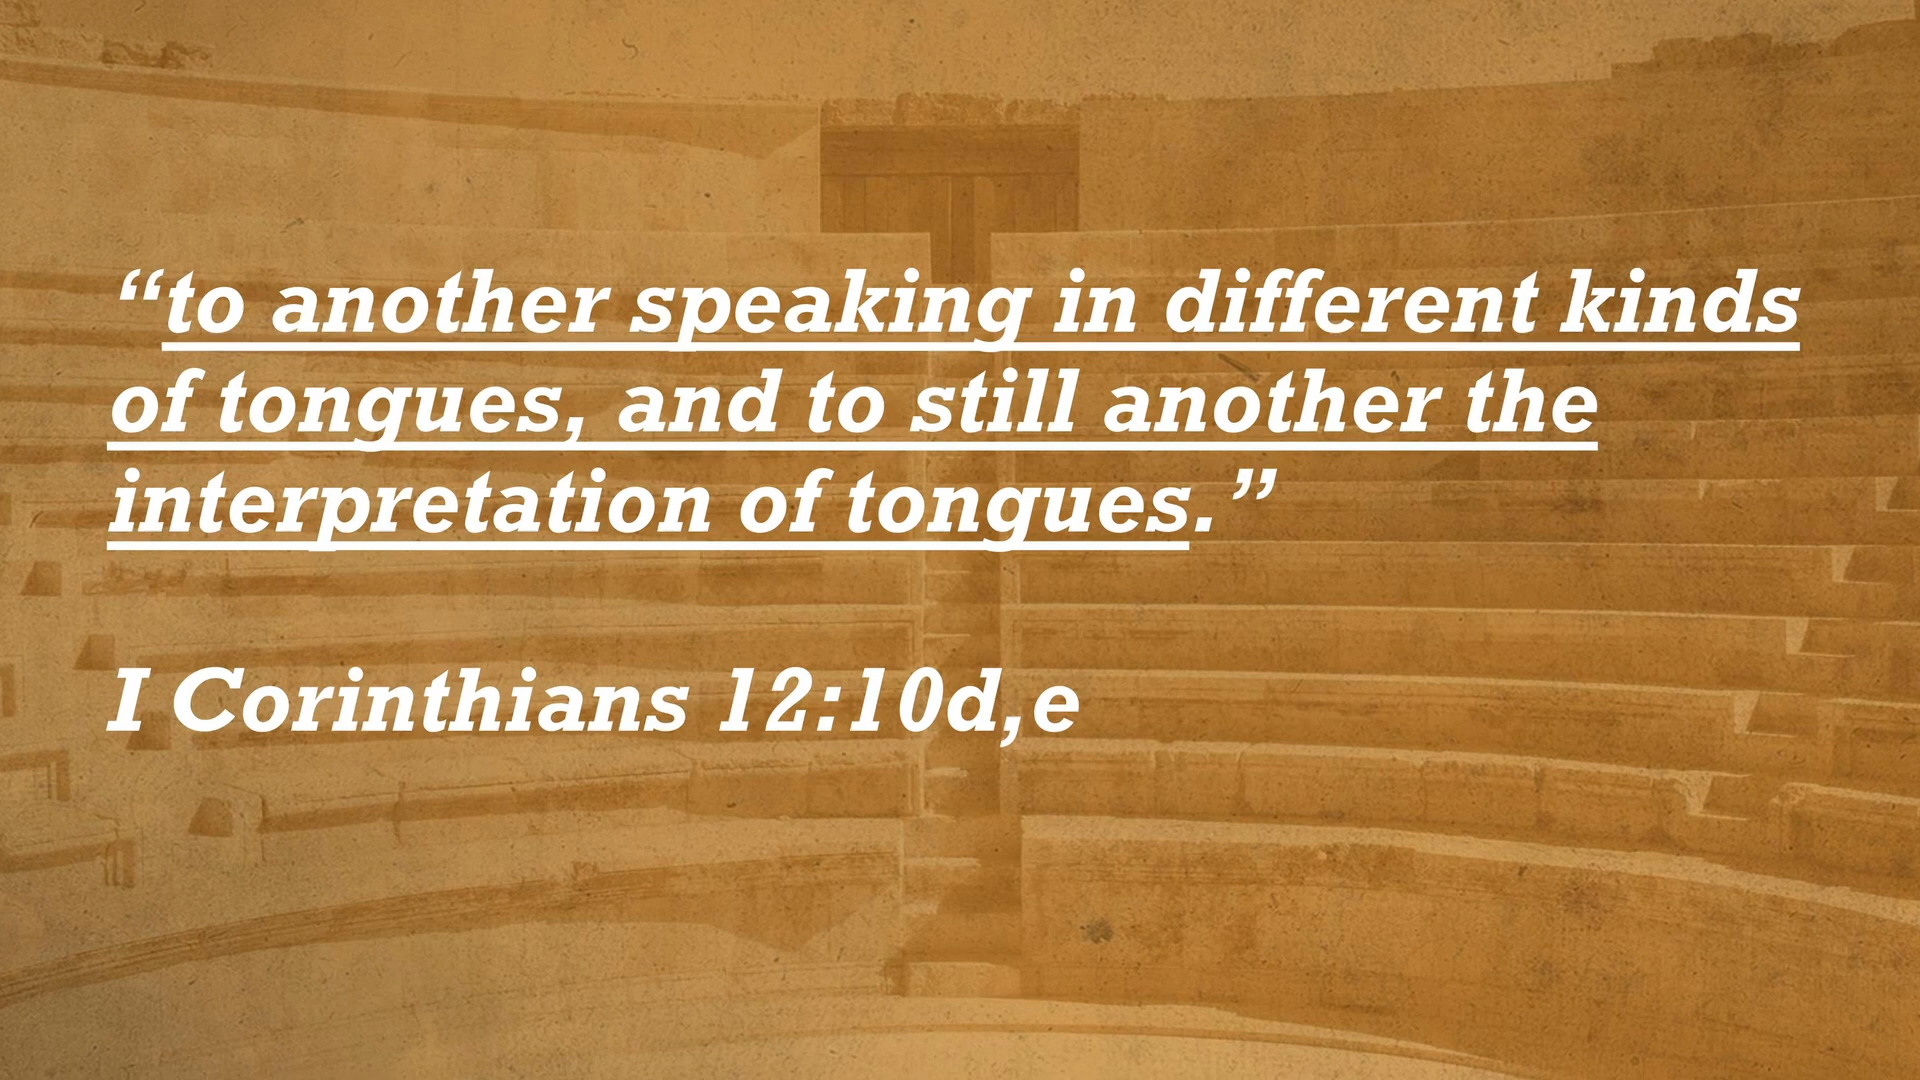 “to another speaking in different kinds
of tongues, and to still another the
interpretation of tongues.”
I Corinthians 12:10d,e